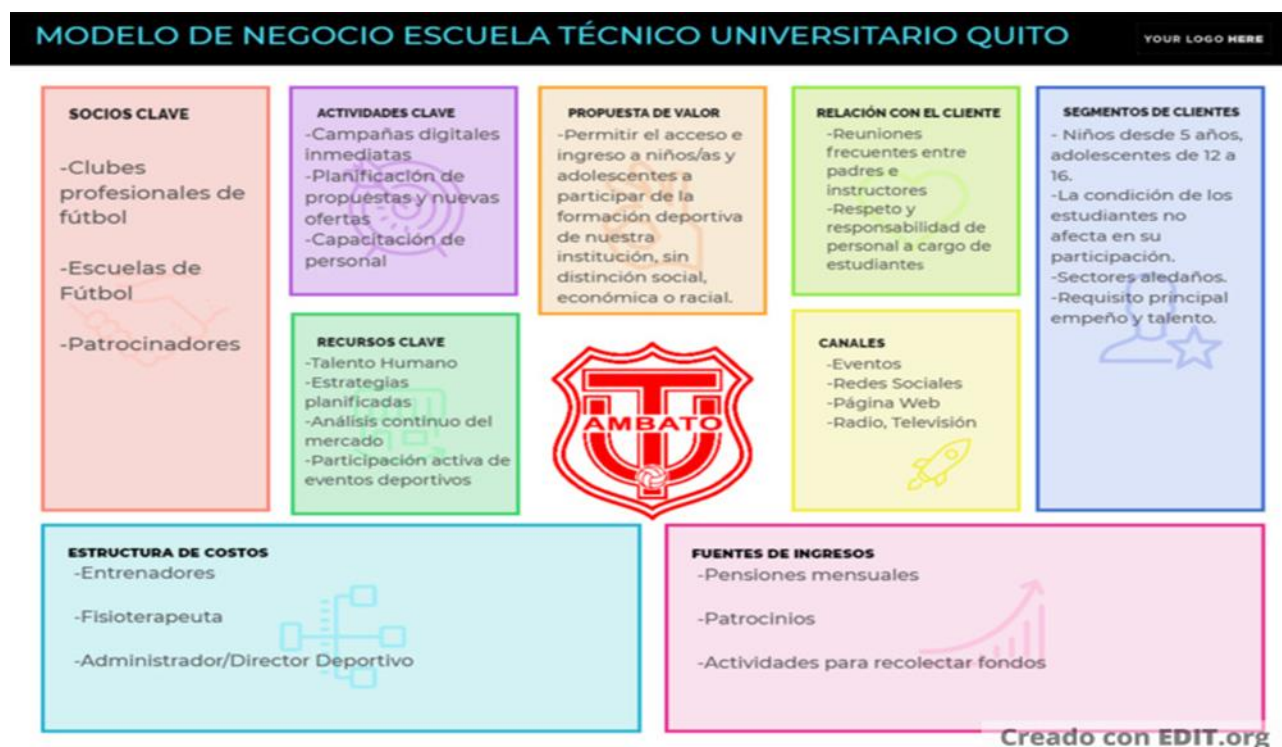 MODELO DE NEGOCIO ESCUELA TÉCNICO UNIVERSITARIO QUITO
YOUR LOGO HERE
SOCIOS CLAVE
-Clubes
profesionales de
fútbol
-Escuelas de
Fútbol
-Patrocinadores
ACTIVIDADES CLAVE
-Campañas digitales
inmediatas
-Planificación de
propuestas y nuevas
ofertas
-Capacitación de
personal
RECURSOS CLAVE
-Talento Humano
-Estrategias
planificadas
-Análisis continuo del
mercado
-Participación activa de
eventos deportivos
PROPUESTA DE VALOR
-Permitir el acceso e
ingreso a niños/as y
adolescentes a
participar de la
formación deportiva
de nuestra
institución, sin
distinción social,
económica o racial.
AMBATO
RELACIÓN CON EL CLIENTE
-Reuniones
frecuentes entre
padres e
instructores
-Respeto y
responsabilidad de
personal a cargo de
estudiantes
CANALES
-Eventos
-Redes Sociales
-Página Web
-Radio, Televisión
SEGMENTOS DE CLIENTES
- Niños desde 5 años,
adolescentes de 12 a
16.
-La condición de los
estudiantes no
afecta en su
participación.
-Sectores aledaños.
-Requisito principal
empeño y talento.
ESTRUCTURA DE COSTOS
-Entrenadores
-Fisioterapeuta
-Administrador/Director Deportivo
FUENTES DE INGRESOS
-Pensiones mensuales
-Patrocinios
-Actividades para recolectar fondos
Creado con EDIT.org